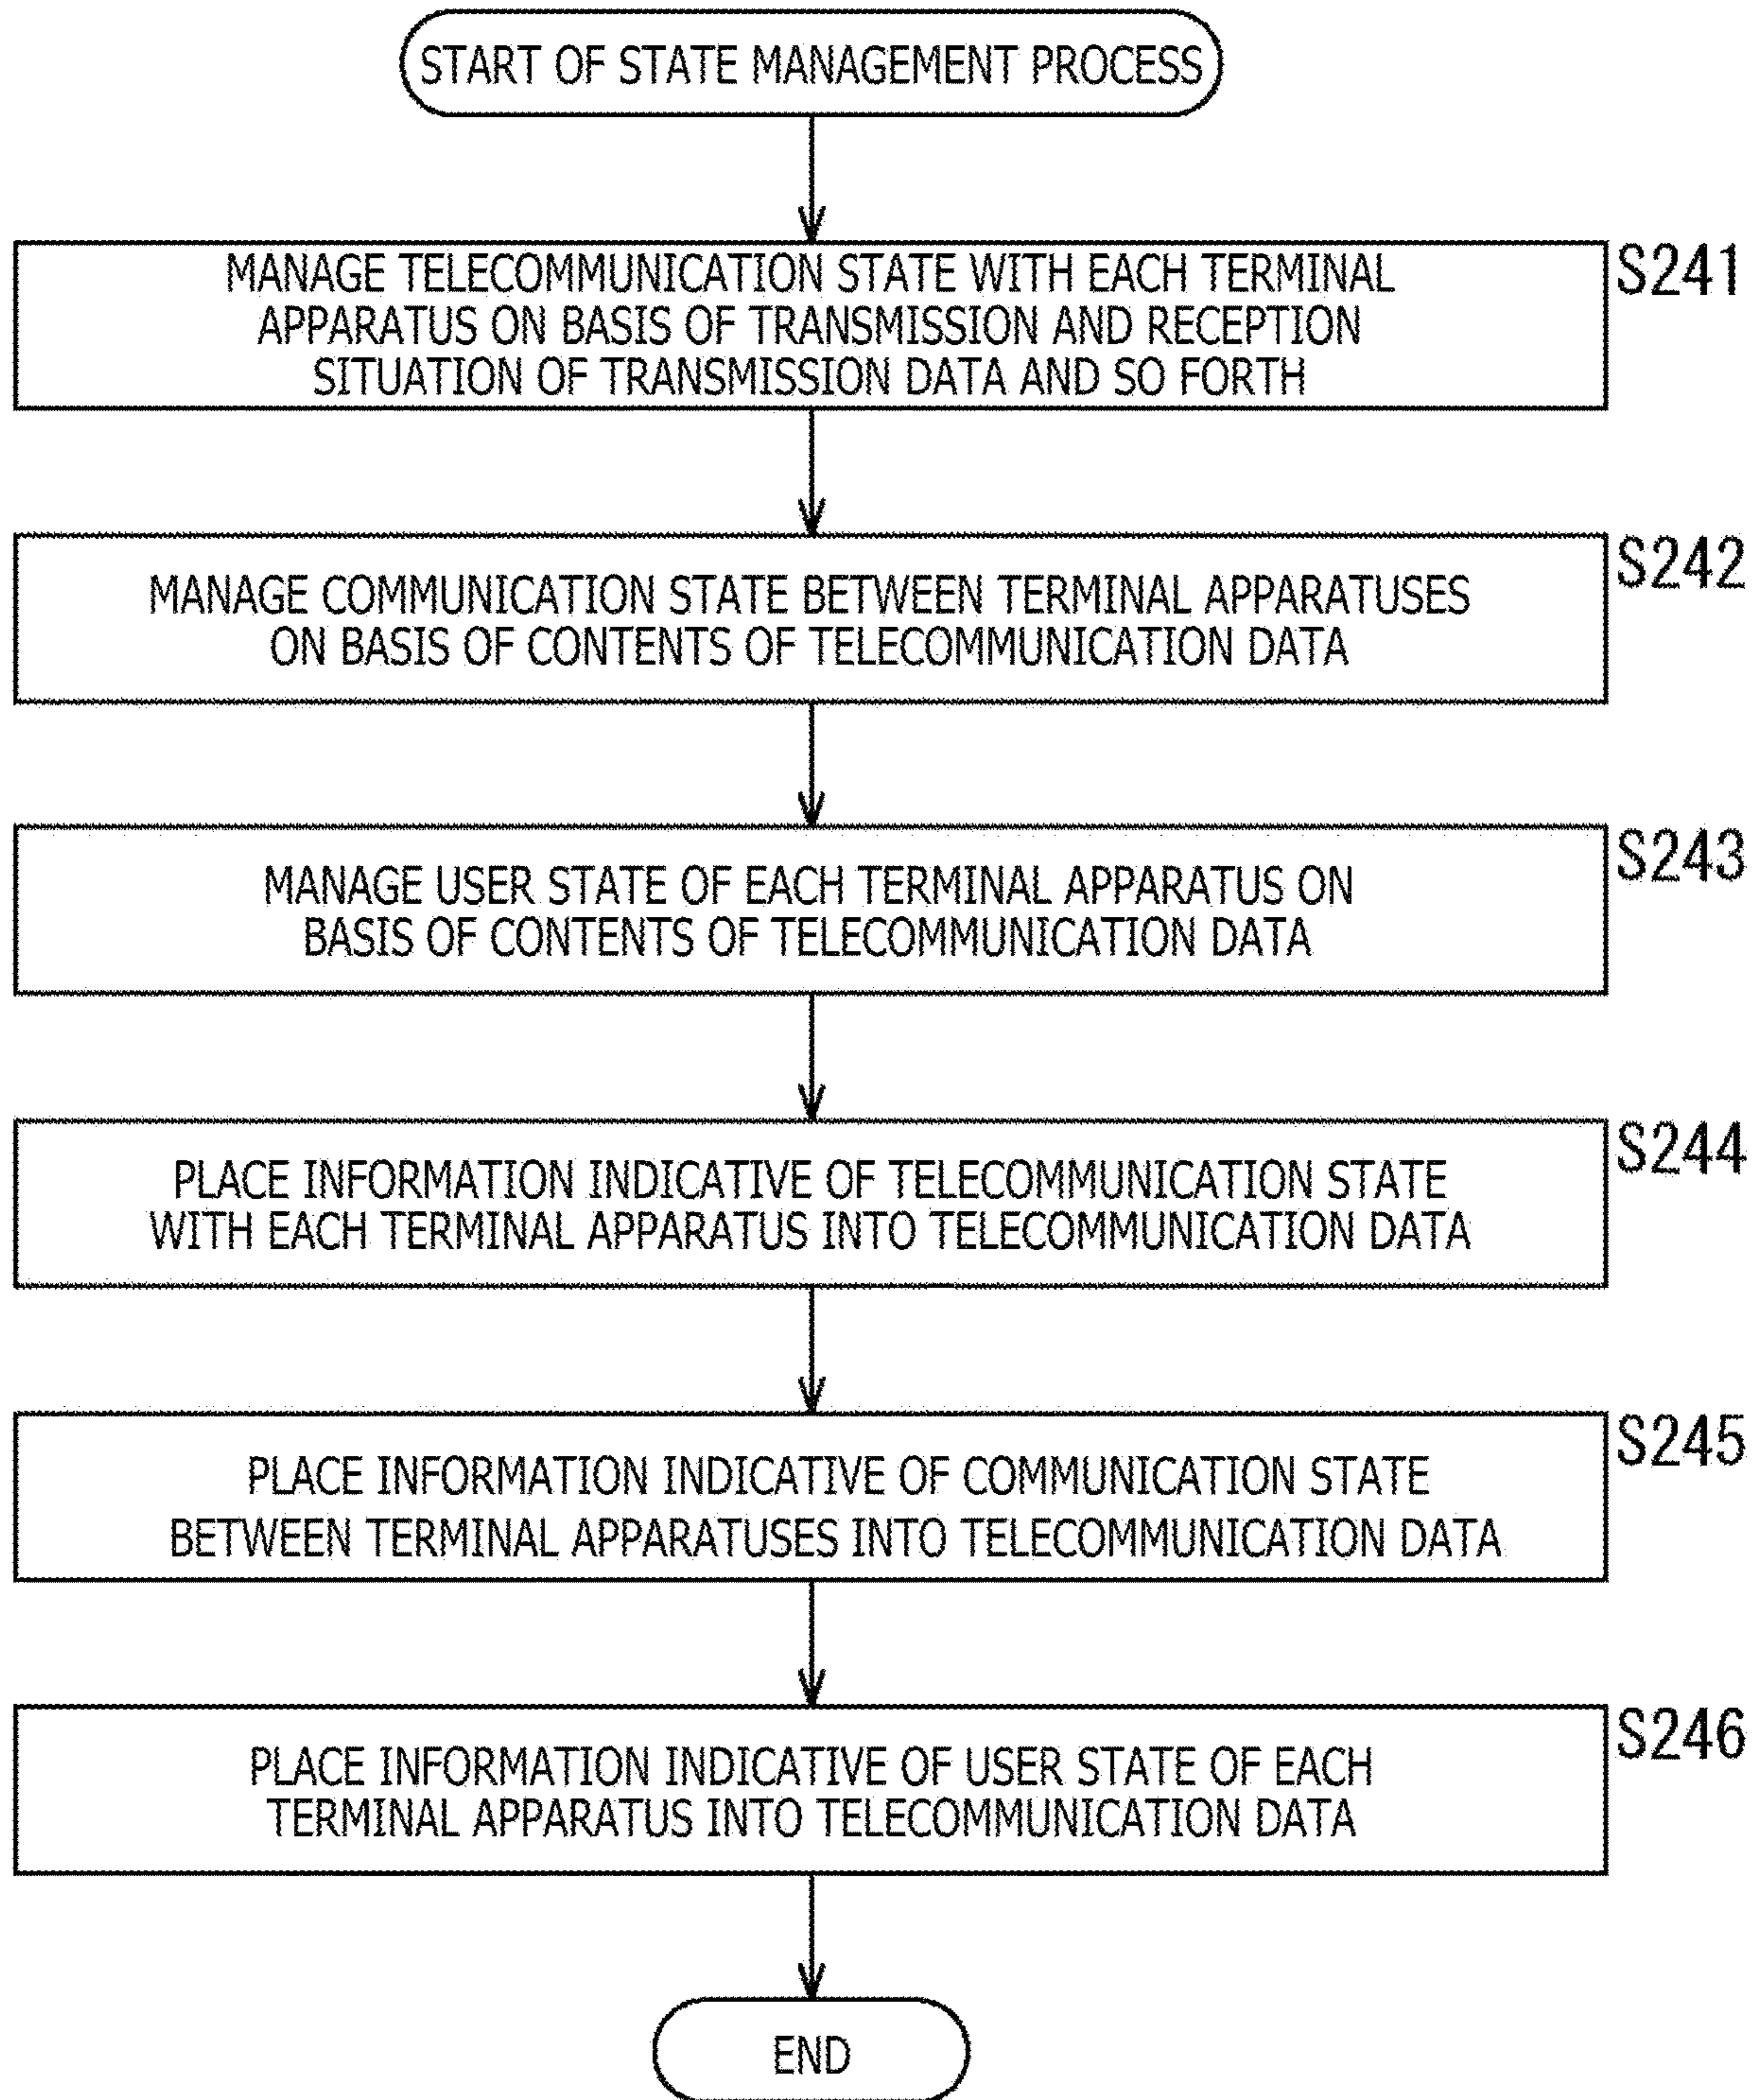 START OF STATE MANAGEMENT PROCESS
S241
MANAGE TELECOMMUNICATION STATE WITH EACH TERMINAL
APPARATUS ON BASIS OF TRANSMISSION AND RECEPTION
SITUATION OF TRANSMISSION DATA AND SO FORTH
S242
MANAGE COMMUNICATION STATE BETWEEN TERMINAL APPARATUSES
ON BASIS OF CONTENTS OF TELECOMMUNICATION DATA
S243
MANAGE USER STATE OF EACH TERMINAL APPARATUS ON
BASIS OF CONTENTS OF TELECOMMUNICATION DATA
S244
PLACE INFORMATION INDICATIVE OF TELECOMMUNICATION STATE
WITH EACH TERMINAL APPARATUS INTO TELECOMMUNICATION DATA
S245
PLACE INFORMATION INDICATIVE OF COMMUNICATION STATE
BETWEEN TERMINAL APPARATUSES INTO TELECOMMUNICATION DATA
S246
PLACE INFORMATION INDICATIVE OF USER STATE OF EACH
TERMINAL APPARATUS INTO TELECOMMUNICATION DATA
END